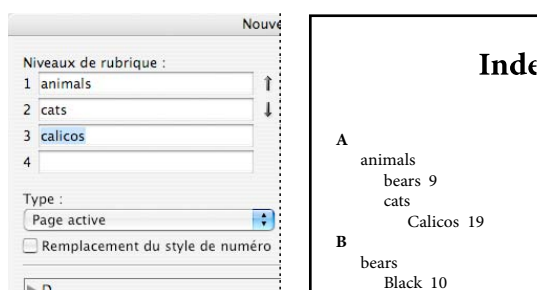 Nouve
Niveaux de rubrique :
1 animals
2 cats
3 calicos
4
Type :
Page active
Remplacement du style de numéro
D
Inde
A
animals
bears 9
cats
Calicos 19
B
bears
Black 10